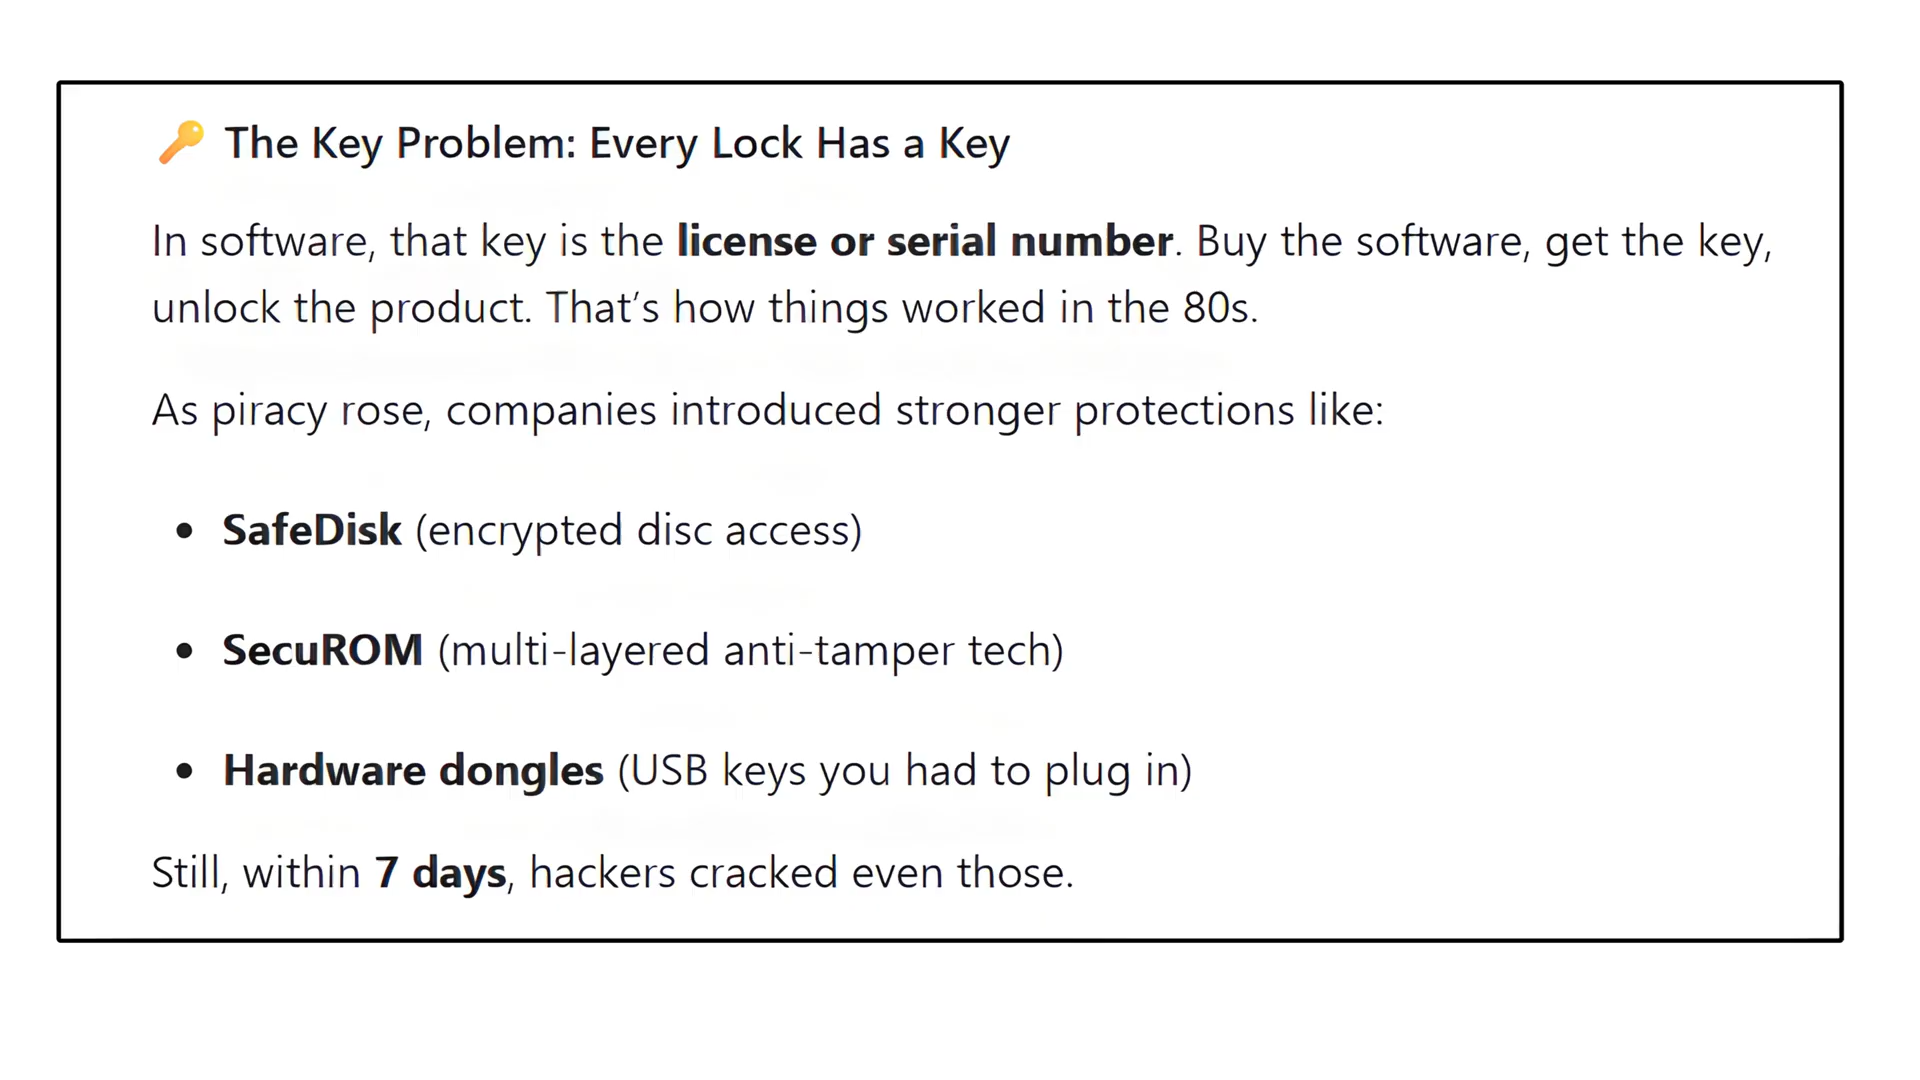 🔑 The Key Problem: Every Lock Has a Key
In software, that key is the license or serial number. Buy the software, get the key,
unlock the product. That’s how things worked in the 80s.
As piracy rose, companies introduced stronger protections like:
• SafeDisk (encrypted disc access)
• SecuROM (multi-layered anti-tamper tech)
• Hardware dongles (USB keys you had to plug in)
Still, within 7 days, hackers cracked even those.